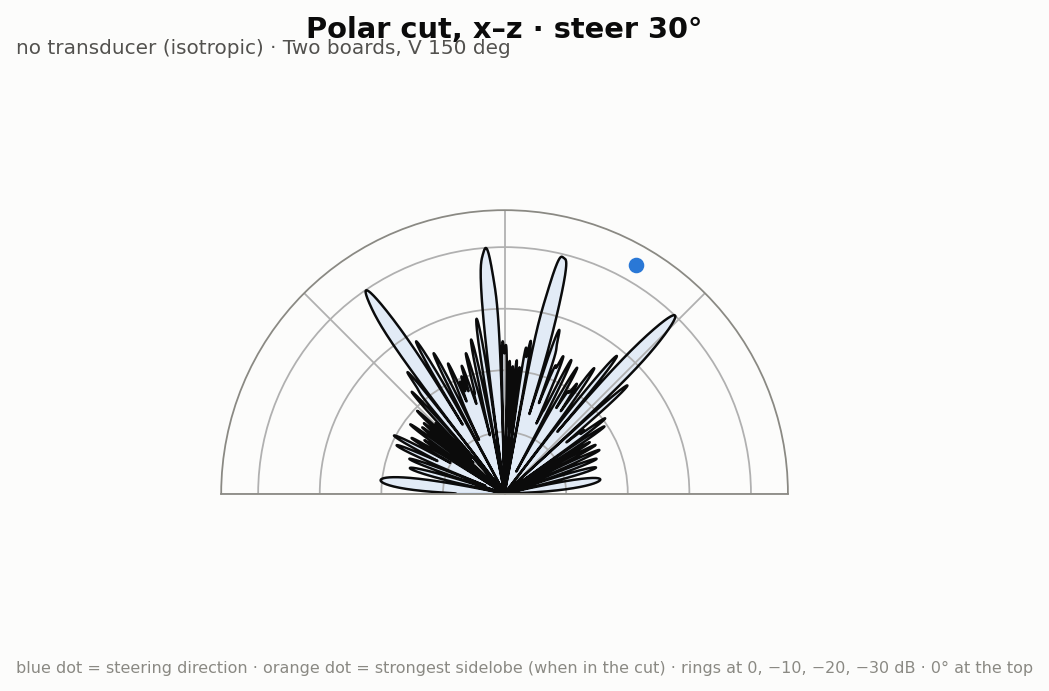 Polar cut, x–z · steer 30°
no transducer (isotropic) · Two boards, V 150 deg
blue dot = steering direction · orange dot = strongest sidelobe (when in the cut) · rings at 0, −10, −20, −30 dB · 0° at the top